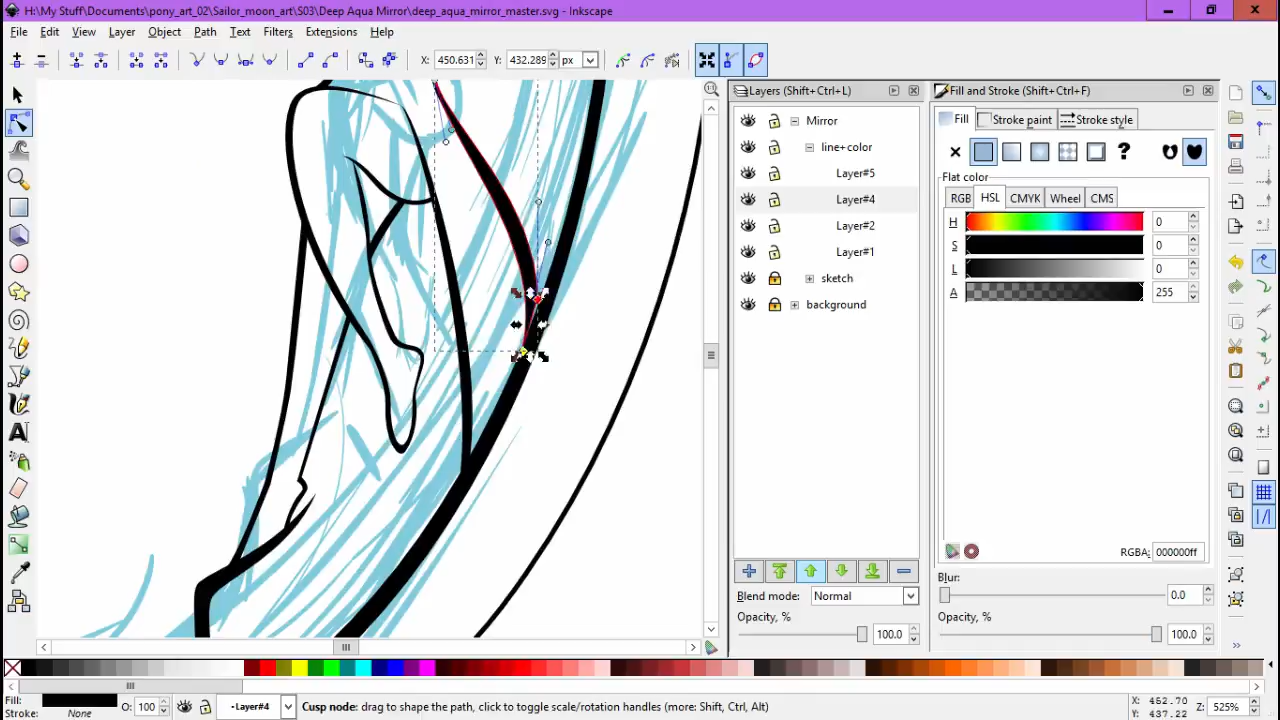 H:\My Stuff\Documents\pony_art_02\Sailor_moon_art\S03\Deep Aqua Mirror\deep_aqua_mirror_master.svg - Inkscape
File Edit View Layer Object Path Text Filters Extensions Help
X: 450.631 Y: 432.289 px
Layers (Shift+Ctrl+L) Fill and Stroke (Shift+Ctrl+F)
Mirror
line+color
Layer#5
Layer#4
Layer#2
Layer#1
sketch
background
Fill Stroke paint Stroke style
?
Flat color
RGB HSL CMYK Wheel CMS
H 0
S 0
L 0
A 255
RGBA: 000000ff
Blur:
0.0
Opacity, %
100.0
Blend mode: Normal
Opacity, % 100.0
Fill:
Stroke: None
O: 100
Layer#4
Cusp node: drag to shape the path, click to toggle scale/rotation handles (more: Shift, Ctrl, Alt)
X: 462.70
Y: 437.22
Z: 525%